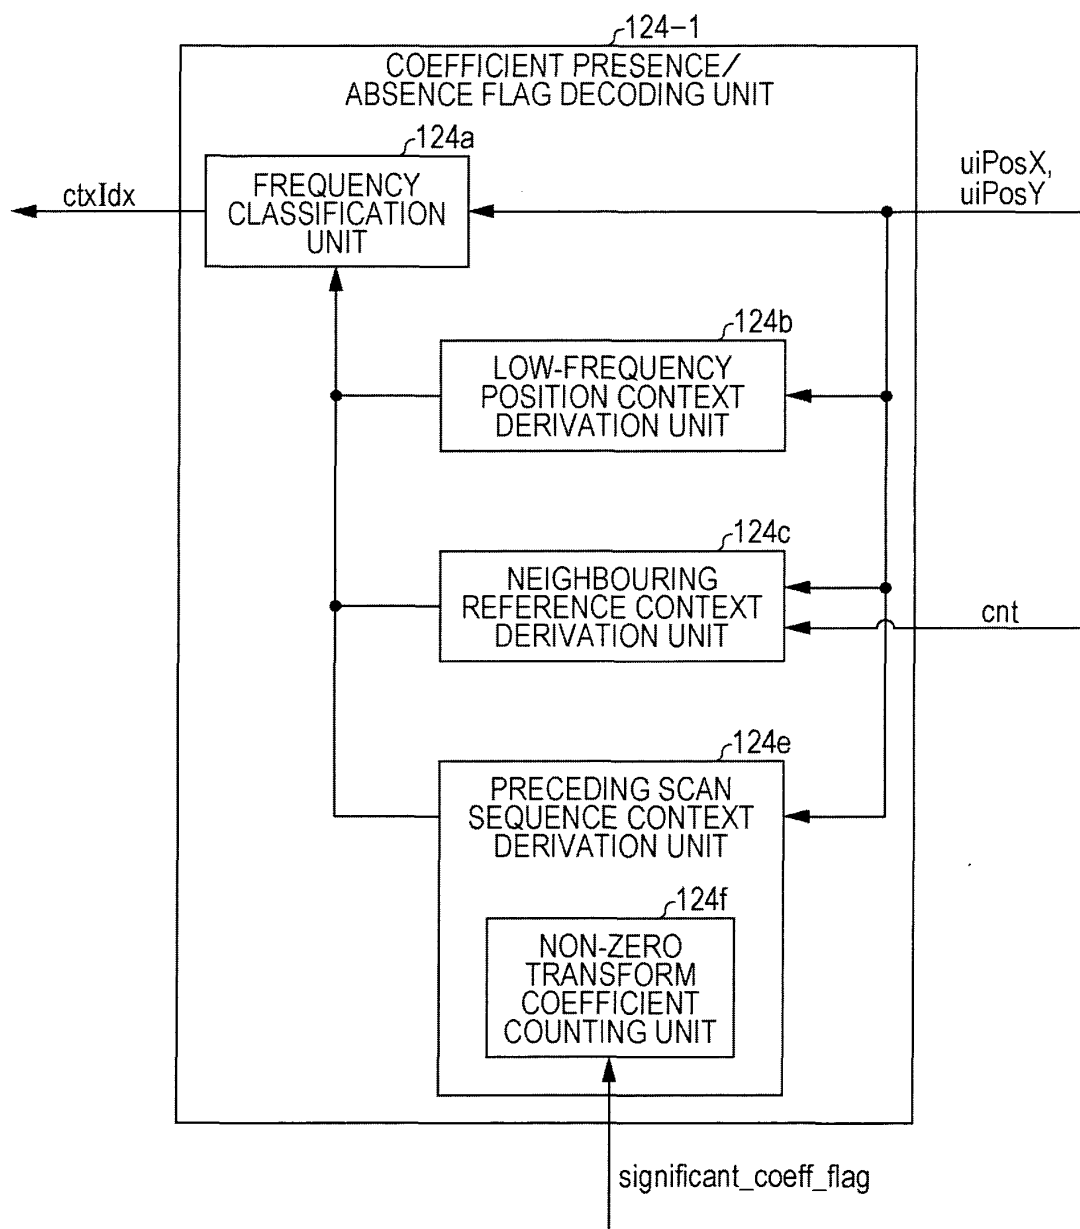 124-1
COEFFICIENT PRESENCE/
ABSENCE FLAG DECODING UNIT
124a
FREQUENCY
CLASSIFICATION
UNIT
ctxIdx
uiPosX,
uiPosY
124b
LOW-FREQUENCY
POSITION CONTEXT
DERIVATION UNIT
124c
NEIGHBOURING
REFERENCE CONTEXT
DERIVATION UNIT
cnt
124e
PRECEDING SCAN
SEQUENCE CONTEXT
DERIVATION UNIT
124f
NON-ZERO
TRANSFORM
COEFFICIENT
COUNTING UNIT
significant_coeff_flag